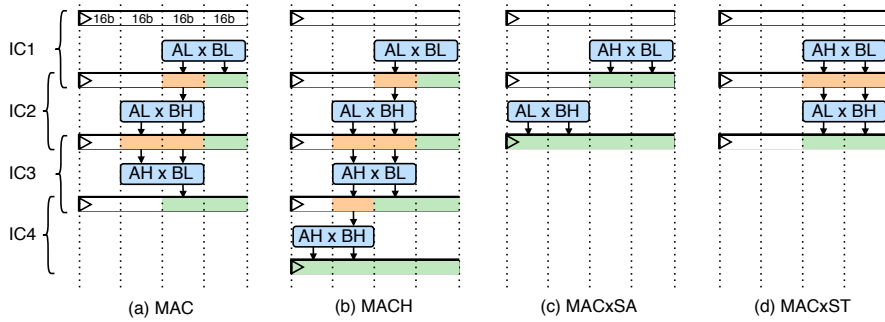 16b 16b 16b 16b
IC1 AL x BL AL x BL AH x BL AH x BL
IC2 AL x BH AL x BH AL x BH AL x BH
IC3 AH x BL AH x BL
IC4 AH x BH
(a) MAC (b) MACH (c) MACxSA (d) MACxST